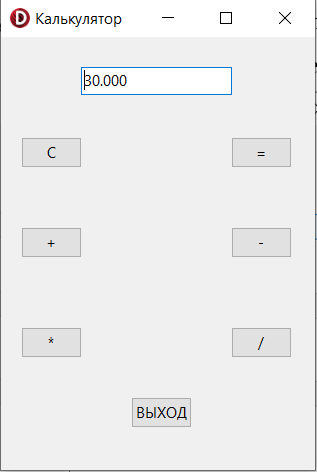 Калькулятор
30.000
C =
+ -
* /
ВЫХОД